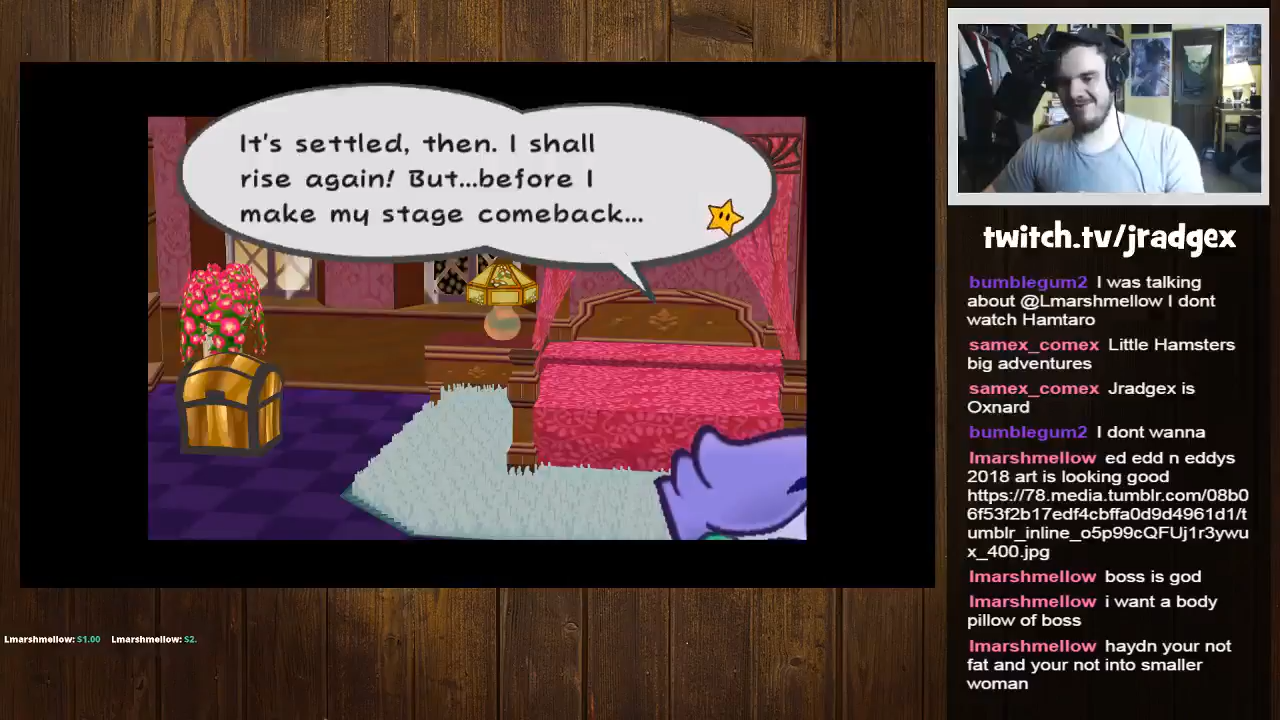 It's settled, then. I shall
rise again! But...before I
make my stage comeback...
twitch.tv/jradgex
bumblegum2 I was talking
about @Lmarshmellow I dont
watch Hamtaro
samex_comex Little Hamsters
big adventures
samex_comex Jradgex is
Oxnard
bumblegum2 I dont wanna
lmarshmellow ed edd n eddys
2018 art is looking good
https://78.media.tumblr.com/08b0
6f53f2b17edf4cbffa0d9d4961d1/t
umblr_inline_o5p99cQFUj1r3ywu
x_400.jpg
lmarshmellow boss is god
lmarshmellow i want a body
pillow of boss
lmarshmellow haydn your not
fat and your not into smaller
woman
Lmarshmellow: $1.00 Lmarshmellow: $2.